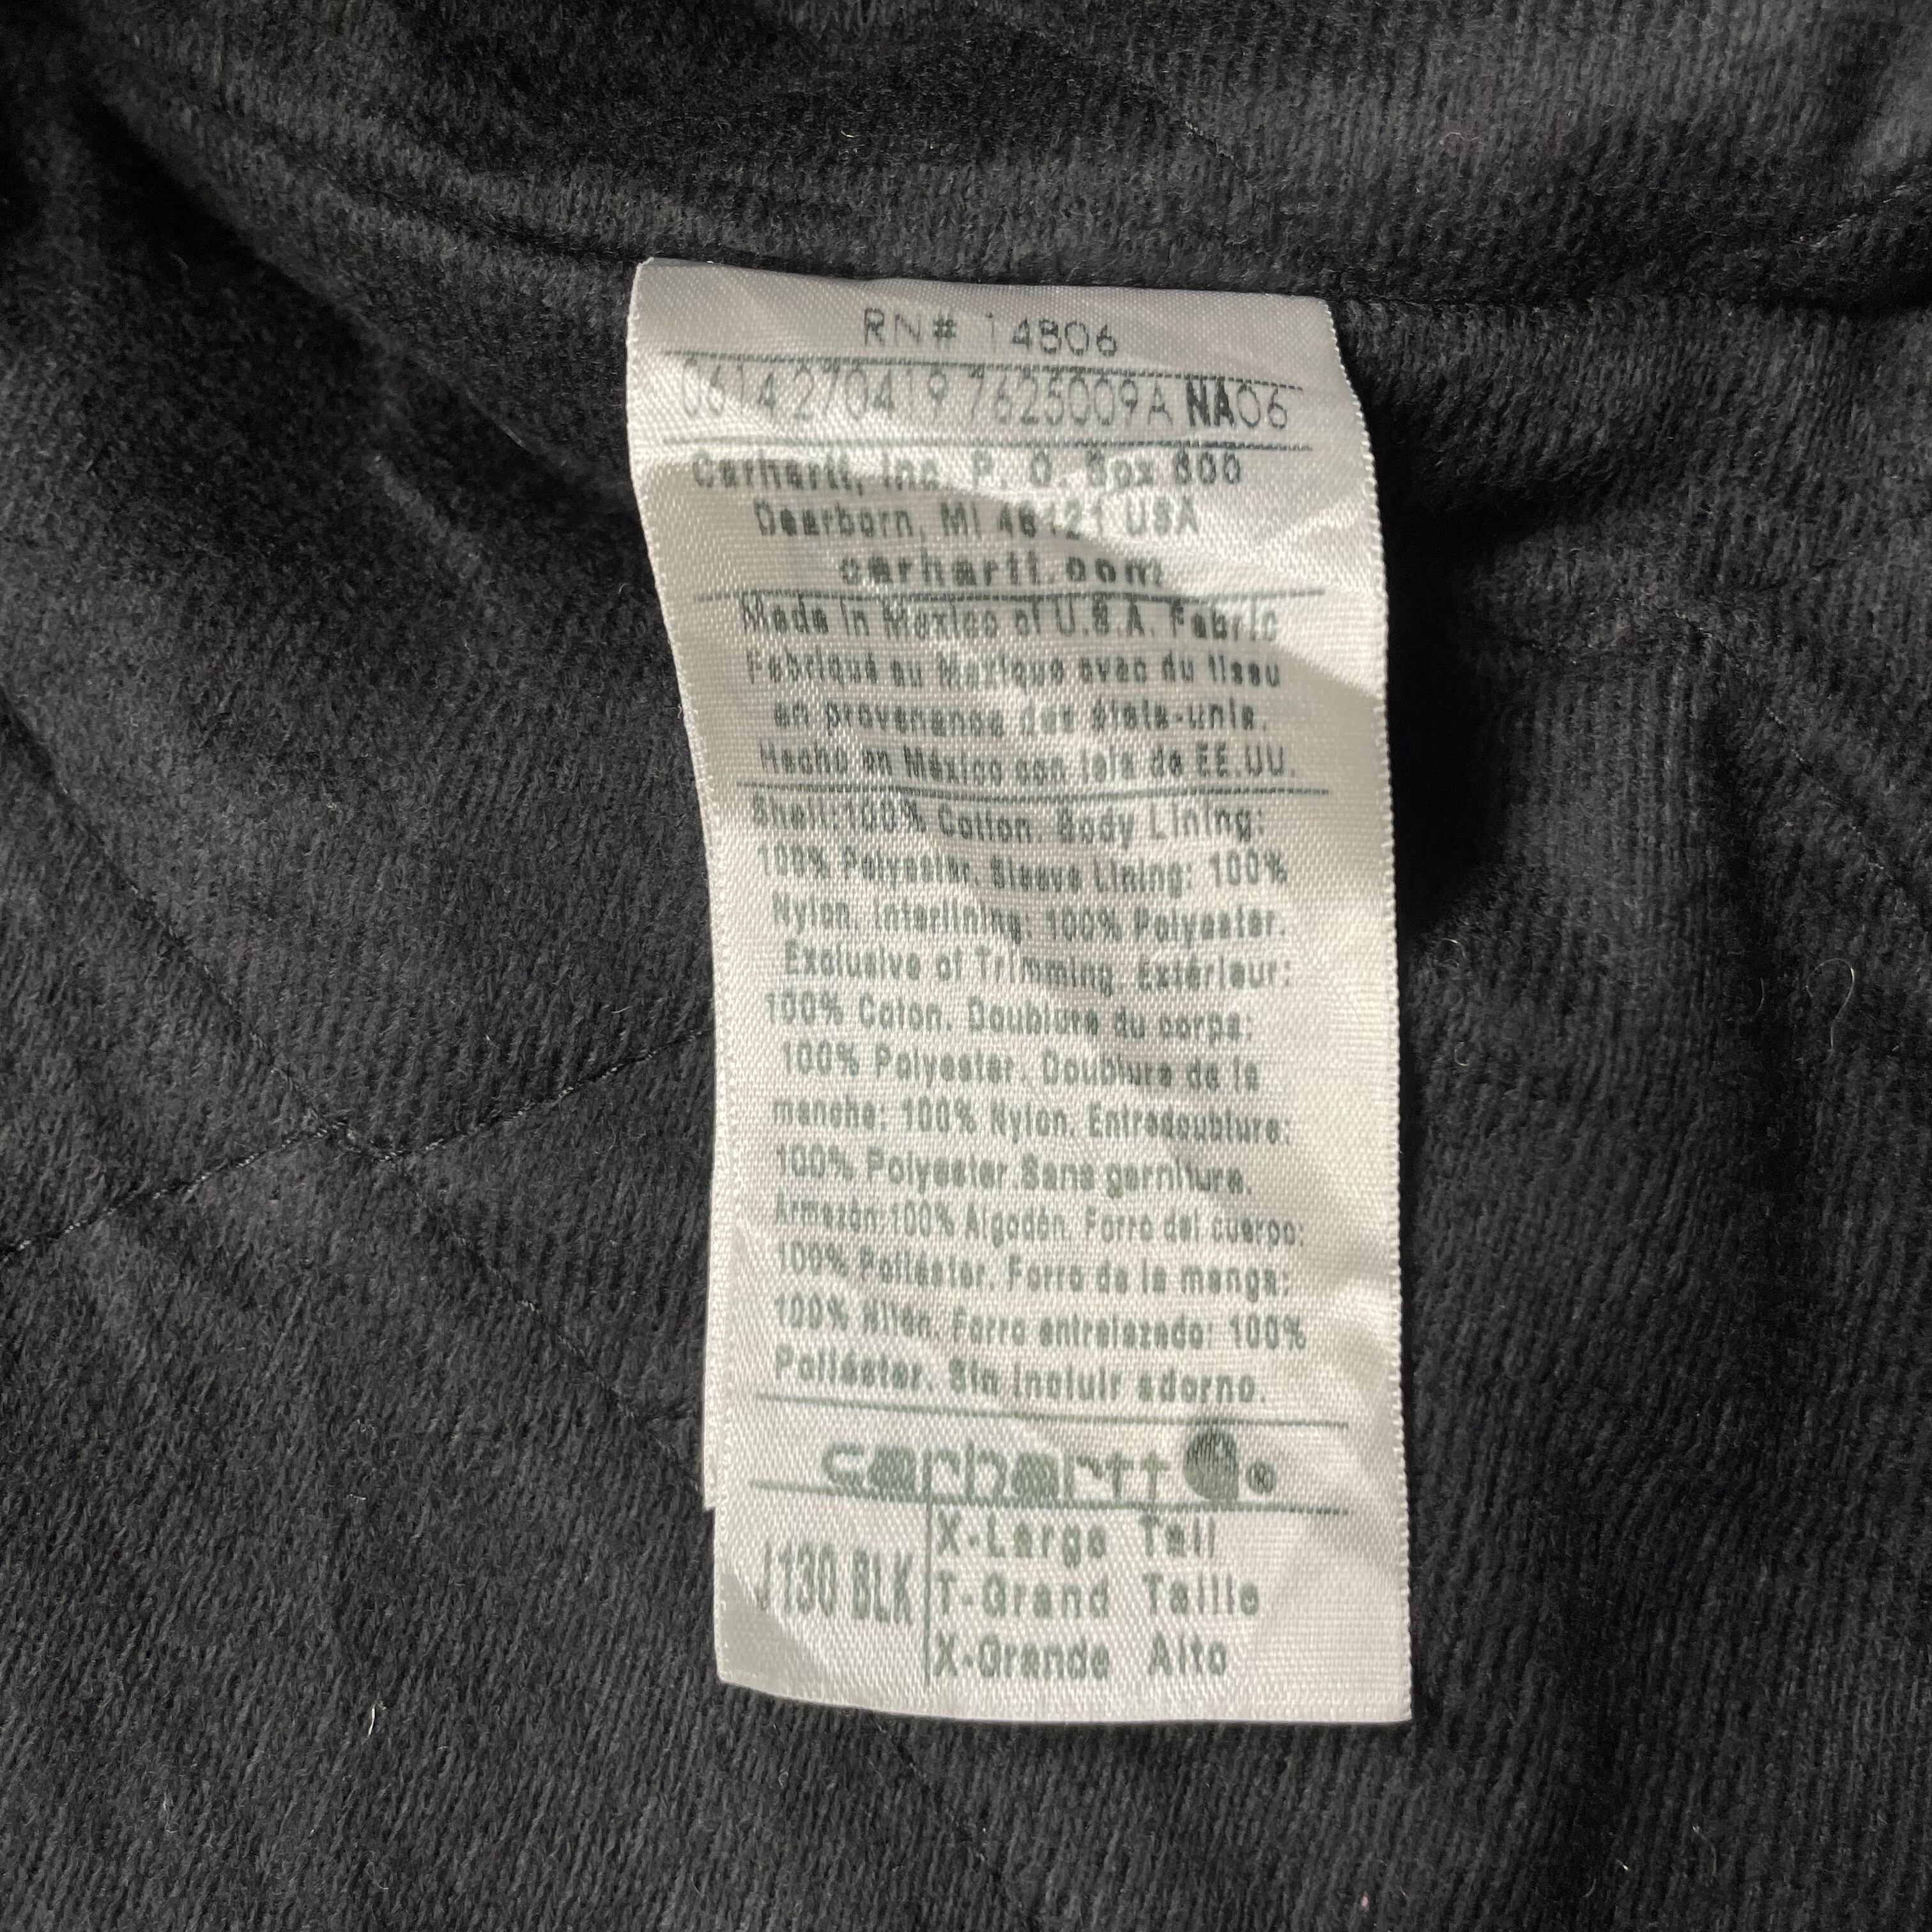 RN# 14806
0614 270419 7625009A NA06
Carhartt, Inc. P. O. Box 600
Dearborn, MI 48121 USA
carhartt.com
Made in Mexico of U.S.A. Fabric
Fabriqué au Mexique avec du tissu
en provenance des états-unis.
Hecho en México con tela de EE.UU.
Shell:100% Cotton. Body Lining:
100% Polyester. Sleeve Lining: 100%
Nylon. Interlining: 100% Polyester.
Exclusive of Trimming. Extérieur:
100% Coton. Doublure du corps:
100% Polyester. Doublure de la
manche: 100% Nylon. Entredoublure:
100% Polyester.Sans garniture.
Armazón:100% Algodón. Forro del cuerpo:
100% Poliéster. Forro de la manga:
100% Nilón. Forro entrelazado: 100%
Poliéster. Sin incluir adorno.
carhartt ®
J130 BLK
X-Large Tall
T-Grand Taille
X-Grande Alto